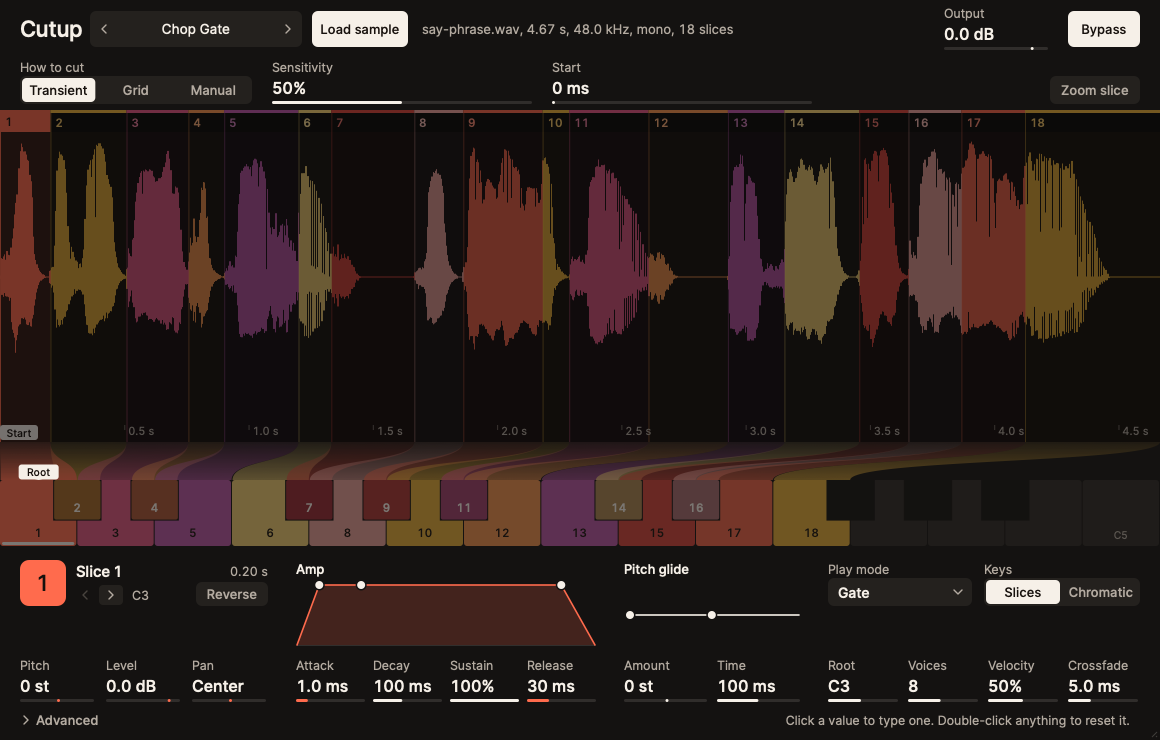 Cutup
Chop Gate
Load sample
say-phrase.wav, 4.67 s, 48.0 kHz, mono, 18 slices
Output
0.0 dB
Bypass
How to cut
Transient Grid Manual
Sensitivity
50%
Start
0 ms
Zoom slice
1 2 3 4 5 6 7 8 9 10 11 12 13 14 15 16 17 18
Start 0.5 s 1.0 s 1.5 s 2.0 s 2.5 s 3.0 s 3.5 s 4.0 s 4.5 s
Root
2 4 7 9 11 14 16
1 3 5 6 8 10 12 13 15 17 18 C5
1
Slice 1 0.20 s
C3 Reverse
Amp
Pitch glide
Play mode
Gate
Keys
Slices Chromatic
Pitch Level Pan Attack Decay Sustain Release Amount Time Root Voices Velocity Crossfade
0 st 0.0 dB Center 1.0 ms 100 ms 100% 30 ms 0 st 100 ms C3 8 50% 5.0 ms
Advanced
Click a value to type one. Double-click anything to reset it.